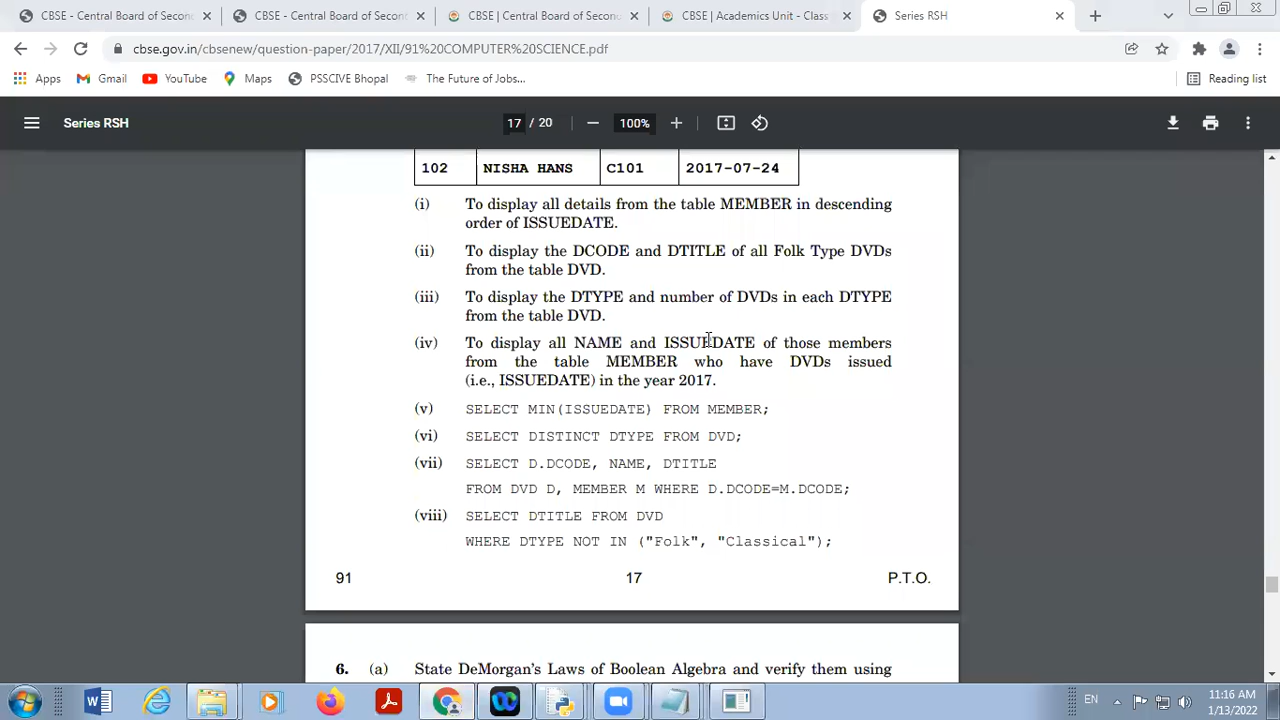 CBSE - Central Board of Secon
CBSE - Central Board of Secon
CBSE | Central Board of Secon
CBSE | Academics Unit - Class
Series RSH
cbse.gov.in/cbsenew/question-paper/2017/XII/91%20COMPUTER%20SCIENCE.pdf
Apps Gmail YouTube Maps PSSCIVE Bhopal The Future of Jobs... Reading list
Series RSH 17 / 20 100%
102 NISHA HANS C101 2017-07-24
(i) To display all details from the table MEMBER in descending
order of ISSUEDATE.
(ii) To display the DCODE and DTITLE of all Folk Type DVDs
from the table DVD.
(iii) To display the DTYPE and number of DVDs in each DTYPE
from the table DVD.
(iv) To display all NAME and ISSUEDATE of those members
from the table MEMBER who have DVDs issued
(i.e., ISSUEDATE) in the year 2017.
(v) SELECT MIN(ISSUEDATE) FROM MEMBER;
(vi) SELECT DISTINCT DTYPE FROM DVD;
(vii) SELECT D.DCODE, NAME, DTITLE
FROM DVD D, MEMBER M WHERE D.DCODE=M.DCODE;
(viii) SELECT DTITLE FROM DVD
WHERE DTYPE NOT IN ("Folk", "Classical");
91 17 P.T.O.
6. (a) State DeMorgan's Laws of Boolean Algebra and verify them using
EN 11:16 AM
1/13/2022